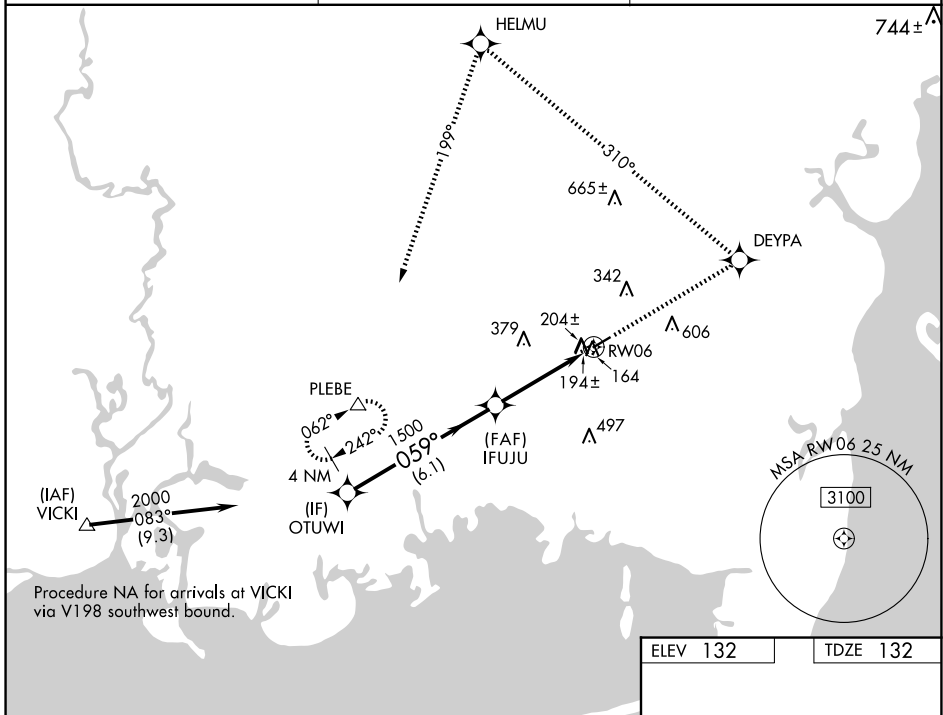 HELMU
744±
199°
310°
665±
DEYPA
342
204±
379
606
RW06
194±
164
PLEBE
062°
242°
1500
059°
(6.1)
(FAF)
IFUJU
497
4 NM
MSA RW06 25 NM
3100
(IAF)
VICKI
2000
083°
(9.3)
(IF)
OTUWI
Procedure NA for arrivals at VICKI
via V198 southwest bound.
ELEV 132
TDZE 132